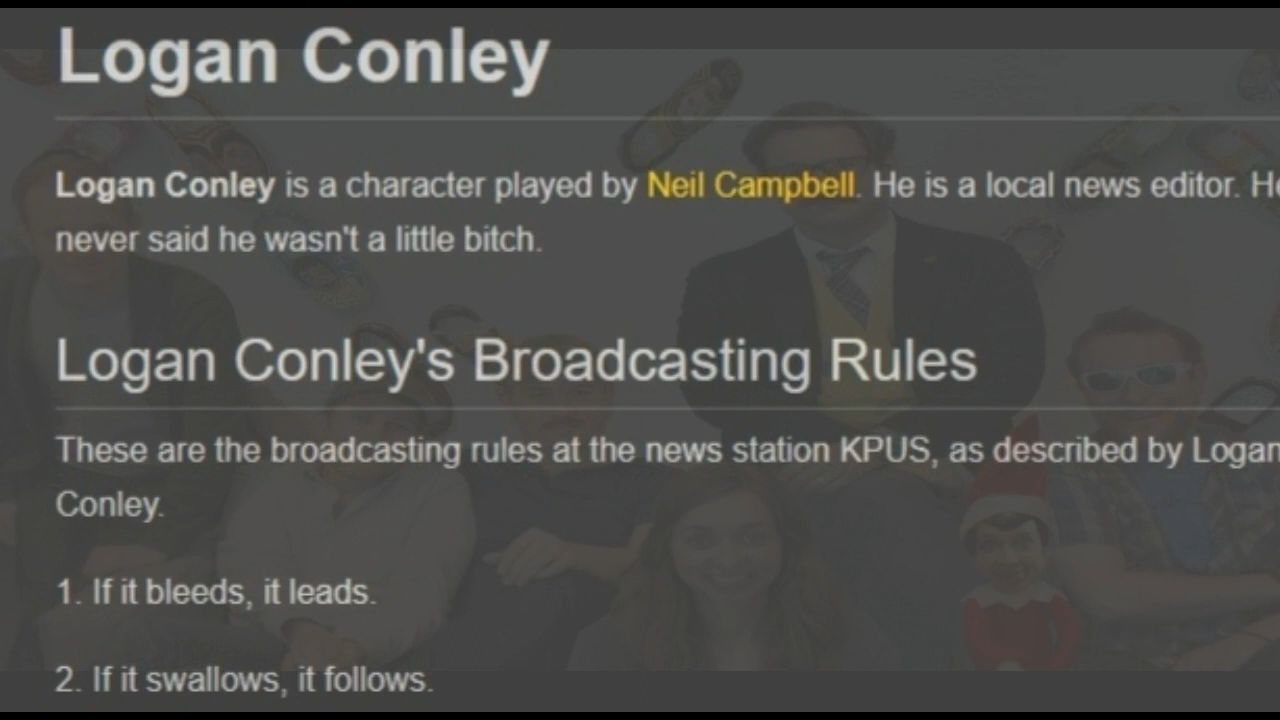 Logan Conley
Logan Conley is a character played by Neil Campbell. He is a local news editor. He
never said he wasn't a little bitch.
Logan Conley's Broadcasting Rules
These are the broadcasting rules at the news station KPUS, as described by Logan
Conley.
1. If it bleeds, it leads.
2. If it swallows, it follows.